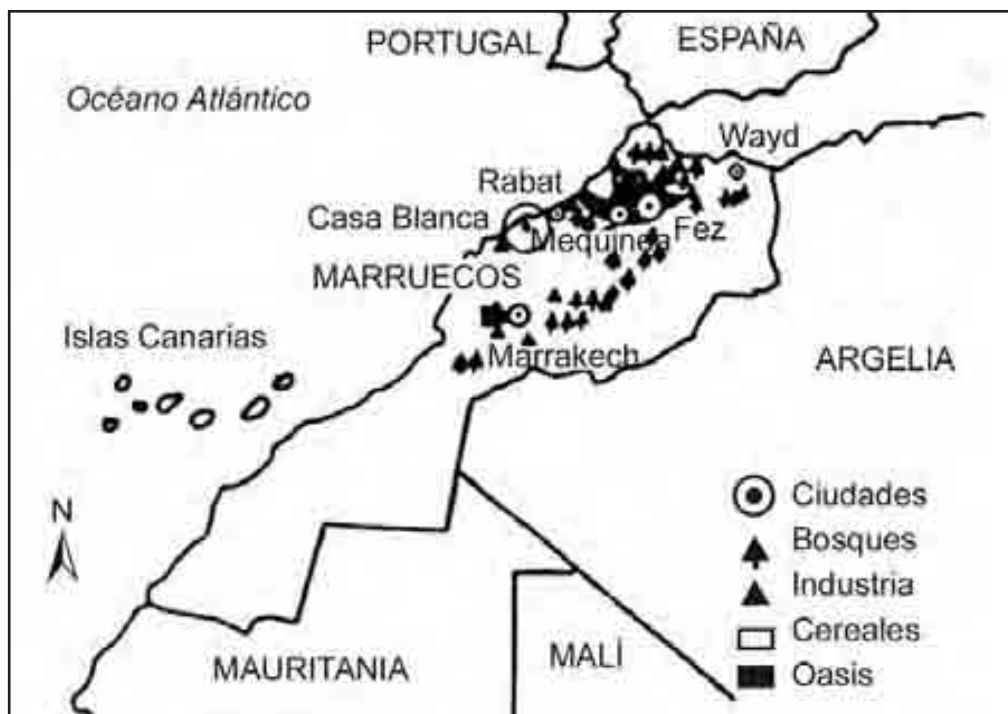 PORTUGAL
ESPAÑA
Océano Atlántico
Wayd
Rabat
Casa Blanca
Mequinea
Fez
MARRUECOS
Islas Canarias
Marrakech
ARGELIA
N
Ciudades
Bosques
Industria
Cereales
Oasis
MAURITANIA
MALÍ